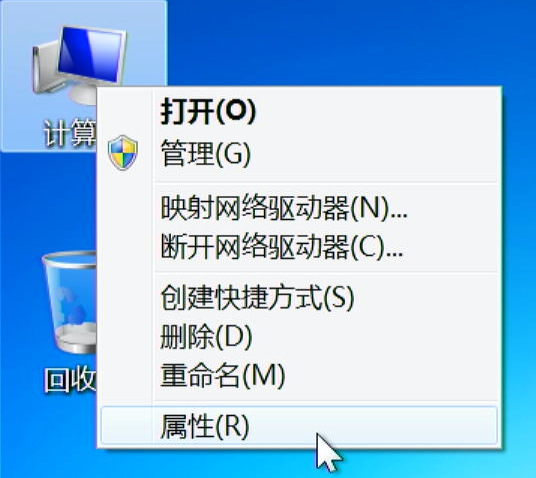 计算
打开(O)
管理(G)
映射网络驱动器(N)...
断开网络驱动器(C)...
创建快捷方式(S)
删除(D)
重命名(M)
回收
属性(R)